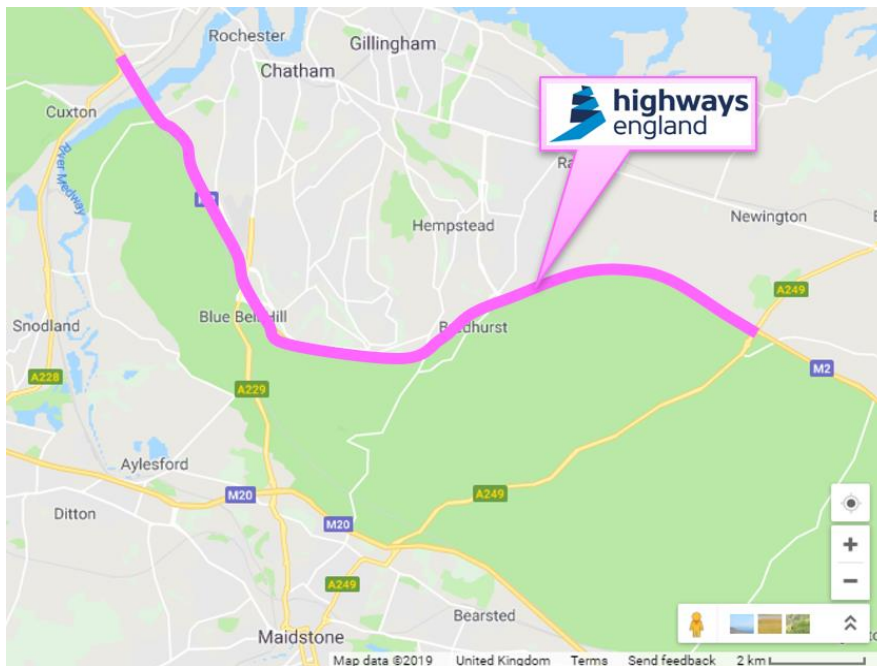 Rochester
Gillingham
Chatham
Cuxton
highways
england
River Medway
Hempstead
Newington
A249
Snodland
Blue Bell Hill
Bredhurst
M2
A228
A229
Aylesford
M20
A249
Ditton
M20
A249
Bearsted
Maidstone
Map data ©2019 United Kingdom Terms Send feedback 2 km